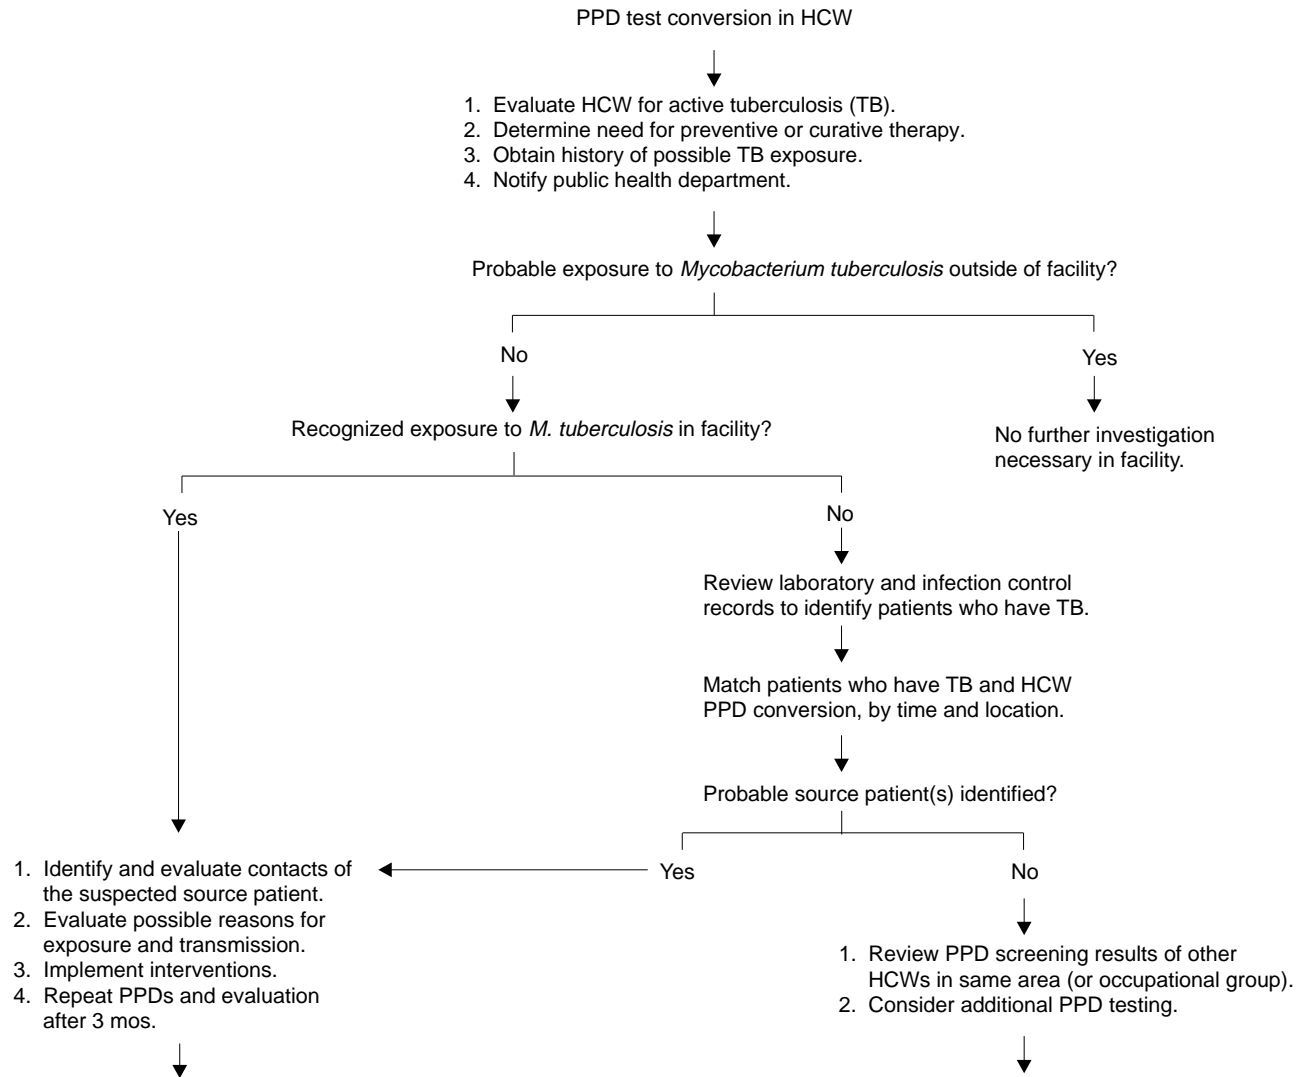 PPD test conversion in HCW
1. Evaluate HCW for active tuberculosis (TB).
2. Determine need for preventive or curative therapy.
3. Obtain history of possible TB exposure.
4. Notify public health department.
Probable exposure to Mycobacterium tuberculosis outside of facility?
No
Yes
Recognized exposure to M. tuberculosis in facility?
No further investigation
necessary in facility.
Yes
No
Review laboratory and infection control
records to identify patients who have TB.
Match patients who have TB and HCW
PPD conversion, by time and location.
Probable source patient(s) identified?
Yes
No
1. Identify and evaluate contacts of
the suspected source patient.
2. Evaluate possible reasons for
exposure and transmission.
3. Implement interventions.
4. Repeat PPDs and evaluation
after 3 mos.
1. Review PPD screening results of other
HCWs in same area (or occupational group).
2. Consider additional PPD testing.